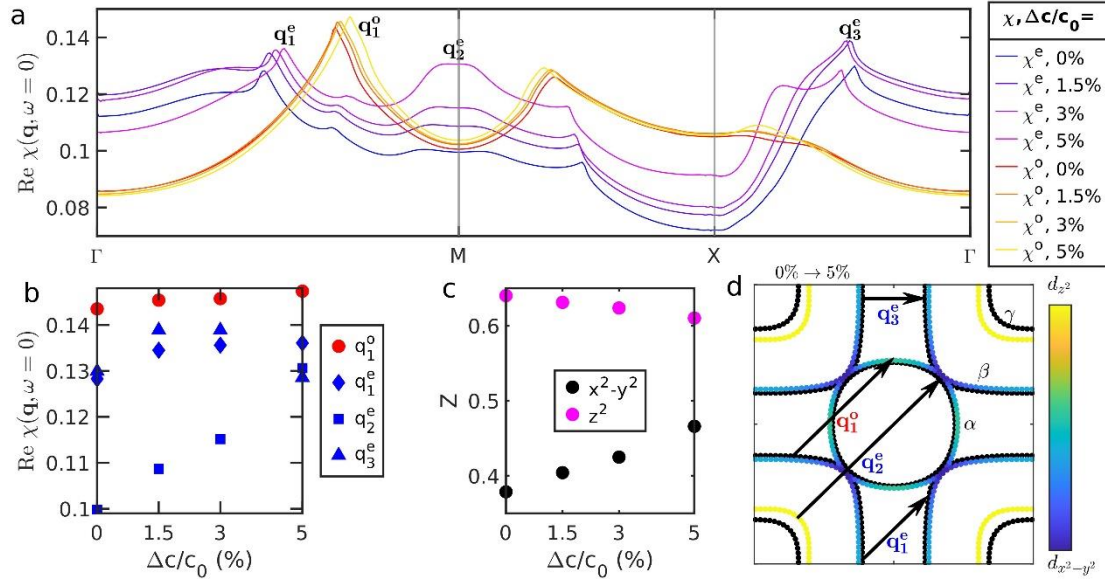 a
Re χ(q, ω = 0)
0.14
0.12
0.1
0.08
q₁ᵉ
q₁ᵒ
q₂ᵉ
q₃ᵉ
Γ M X Γ
χ, Δc/c₀=
χᵉ, 0%
χᵉ, 1.5%
χᵉ, 3%
χᵉ, 5%
χᵒ, 0%
χᵒ, 1.5%
χᵒ, 3%
χᵒ, 5%
b
Re χ(q, ω = 0)
0.14
0.13
0.12
0.11
0.1
0 1.5 3 5
Δc/c₀ (%)
q₁ᵒ
q₁ᵉ
q₂ᵉ
q₃ᵉ
c
Z
0.6
0.5
0.4
x²-y²
z²
0 1.5 3 5
Δc/c₀ (%)
d
0% → 5%
q₃ᵉ
γ
β
α
q₁ᵒ
q₂ᵉ
q₁ᵉ
d_z²
d_x²−y²